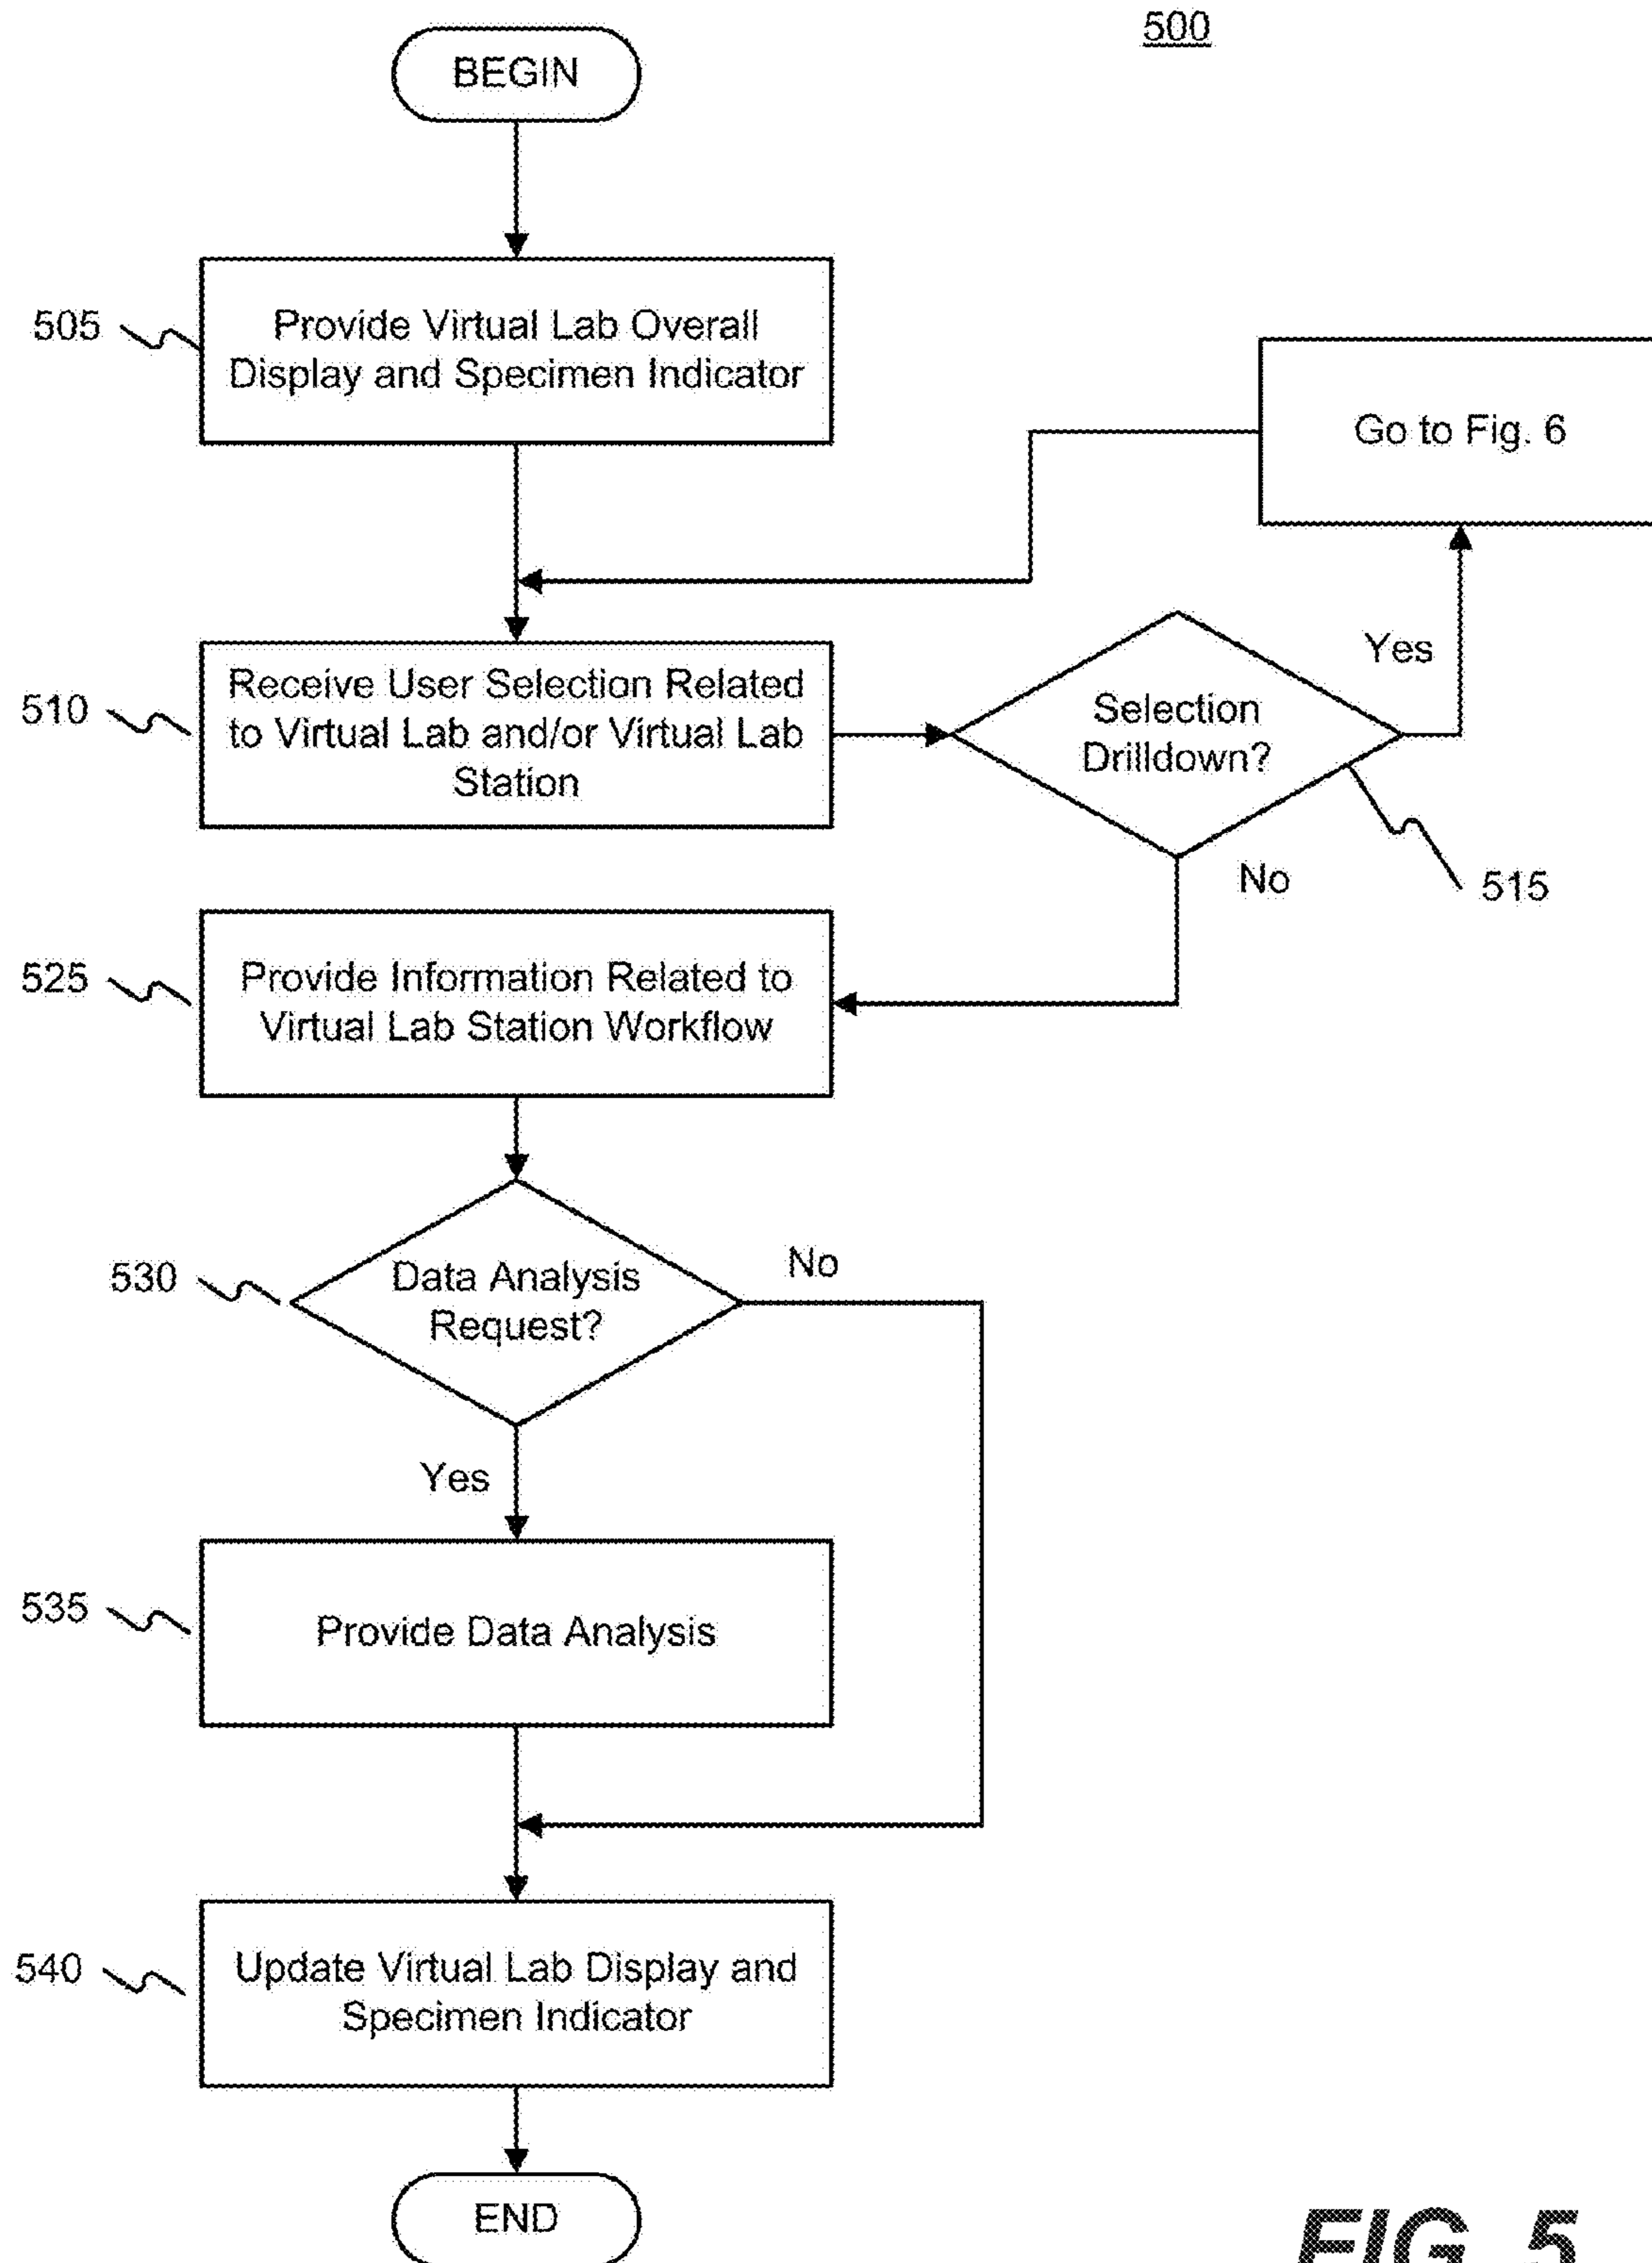 500
BEGIN
505
Provide Virtual Lab Overall
Display and Specimen Indicator
Go to Fig. 6
510
Receive User Selection Related
to Virtual Lab and/or Virtual Lab
Station
Selection
Drilldown?
Yes
No
515
525
Provide Information Related to
Virtual Lab Station Workflow
530
Data Analysis
Request?
No
Yes
535
Provide Data Analysis
540
Update Virtual Lab Display and
Specimen Indicator
END
FIG. 5